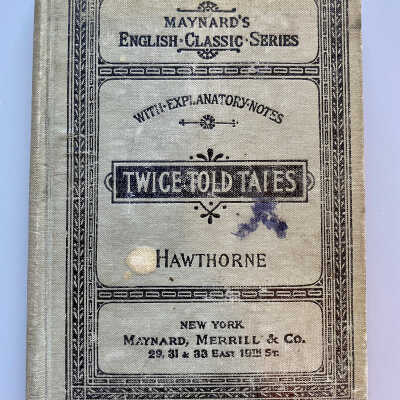 MAYNARD'S
ENGLISH·CLASSIC·SERIES
WITH·EXPLANATORY·NOTES
TWICE·TOLD TALES
HAWTHORNE
NEW YORK
MAYNARD, MERRILL & CO.
29, 31 & 33 EAST 19TH ST.